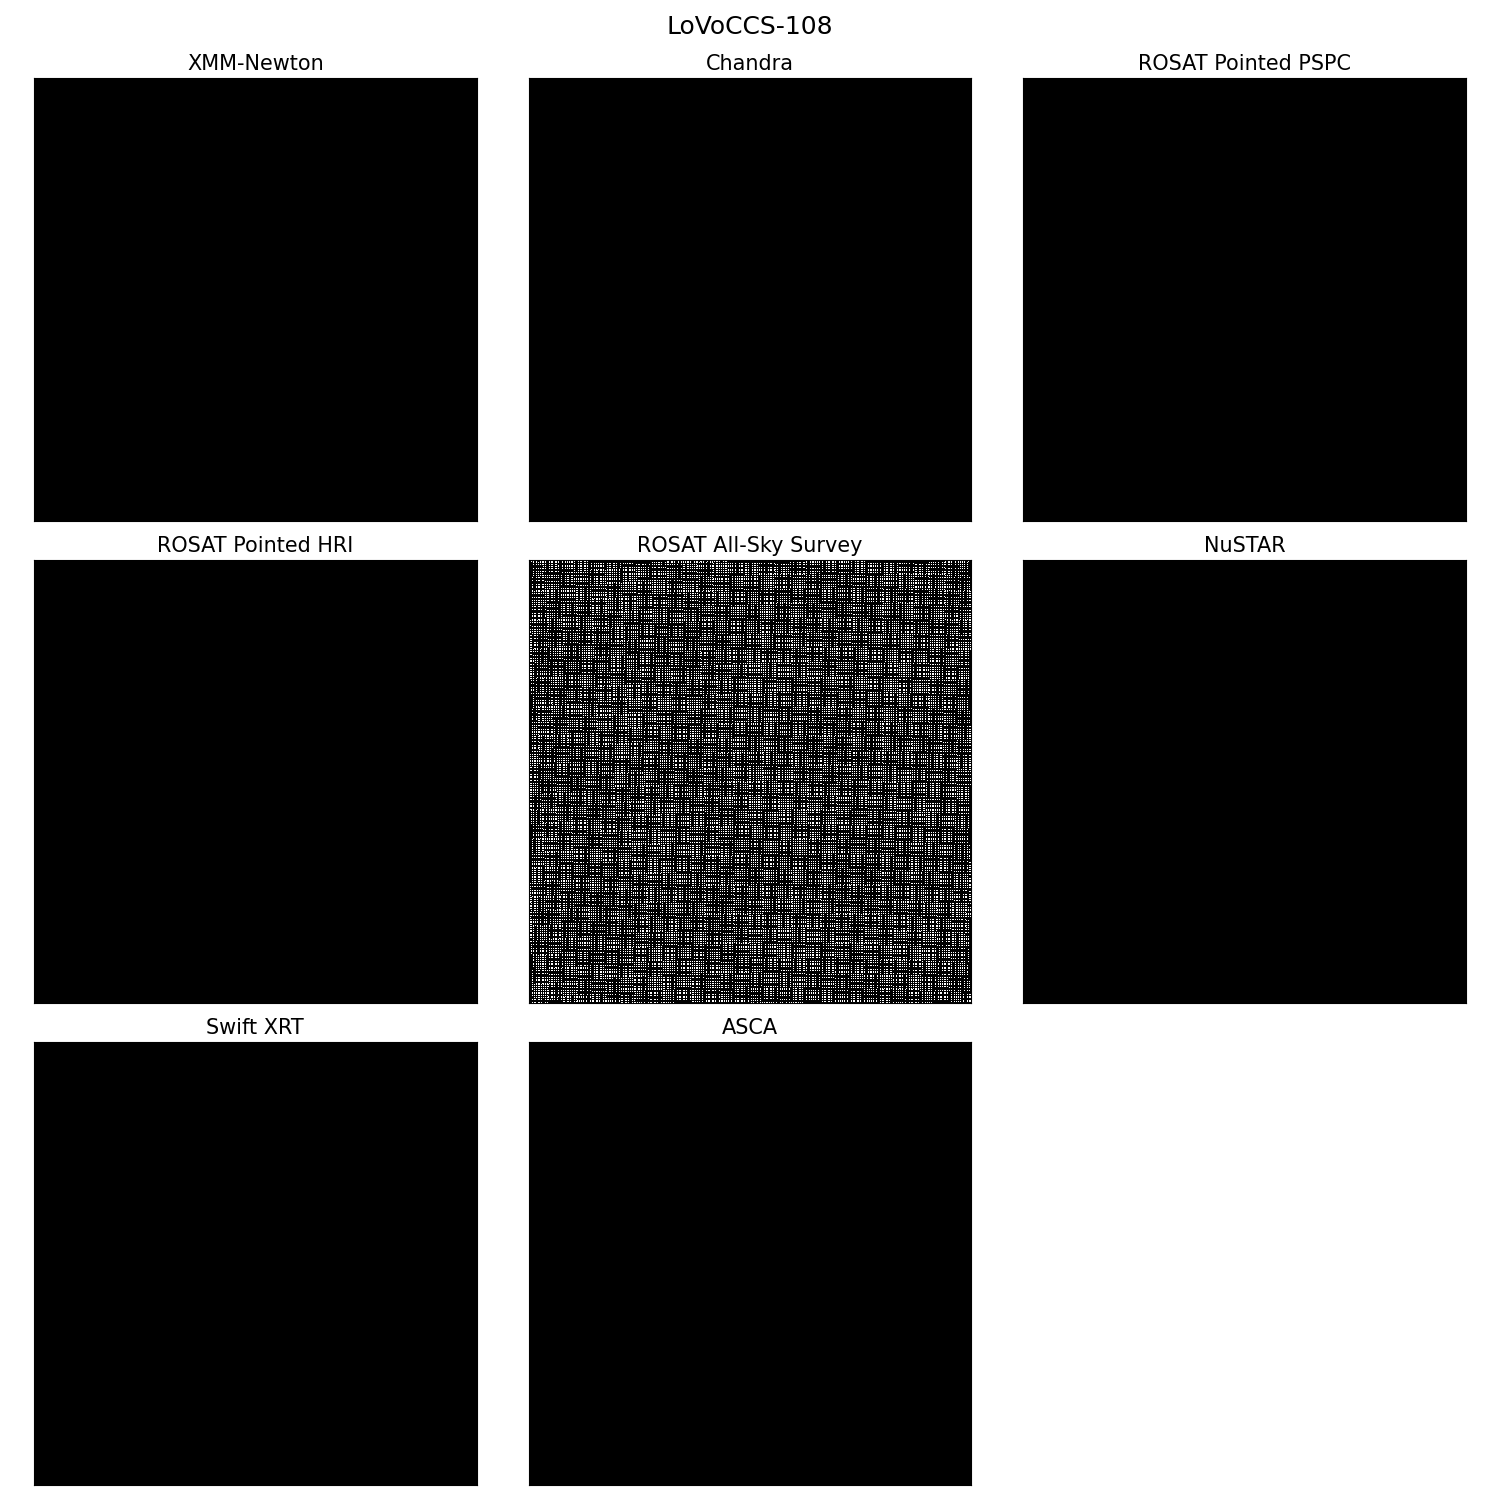 LoVoCCS-108
XMM-Newton
Chandra
ROSAT Pointed PSPC
ROSAT Pointed HRI
ROSAT All-Sky Survey
NuSTAR
Swift XRT
ASCA